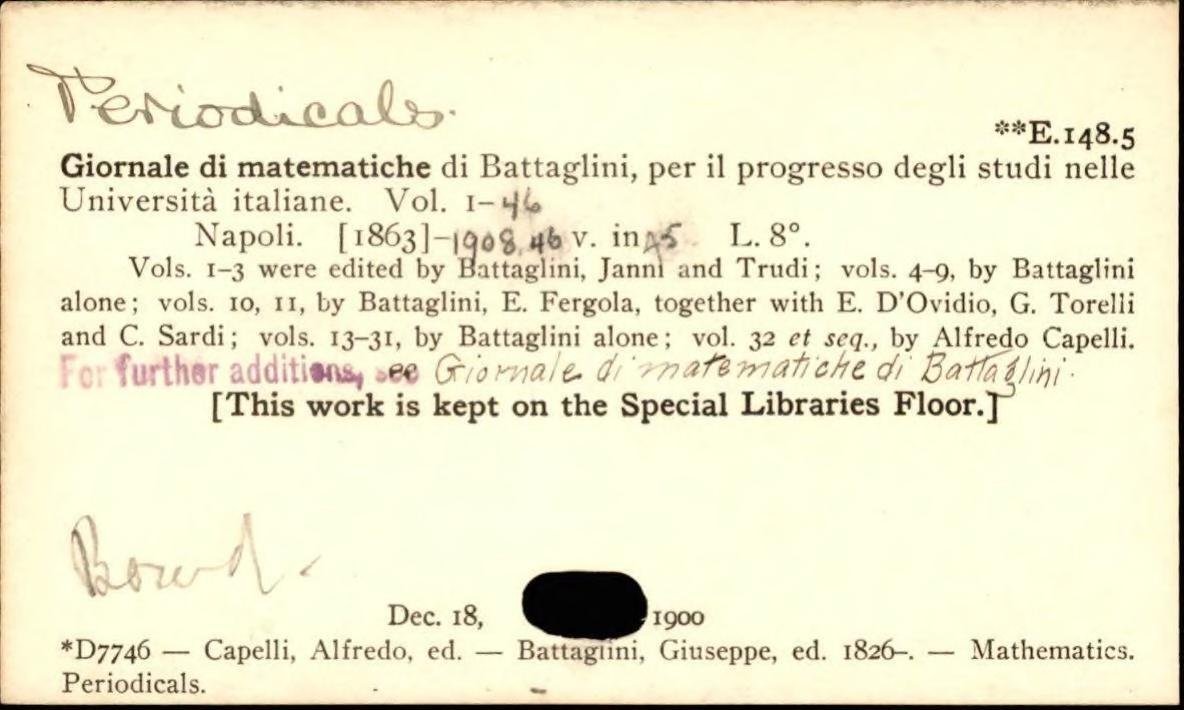 Periodicals.
**E.148.5
Giornale di matematiche di Battaglini, per il progresso degli studi nelle
Università italiane. Vol. 1-46
Napoli. [1863]-1908. 46 v. in 45 L. 8°.
Vols. 1-3 were edited by Battaglini, Janni and Trudi; vols. 4-9, by Battaglini
alone; vols. 10, 11, by Battaglini, E. Fergola, together with E. D'Ovidio, G. Torelli
and C. Sardi; vols. 13-31, by Battaglini alone; vol. 32 et seq., by Alfredo Capelli.
For further additions, see Giornale di matematiche di Battaglini.
[This work is kept on the Special Libraries Floor.]
Dec. 18, 1900
*D7746 — Capelli, Alfredo, ed. — Battaglini, Giuseppe, ed. 1826-. — Mathematics.
Periodicals.